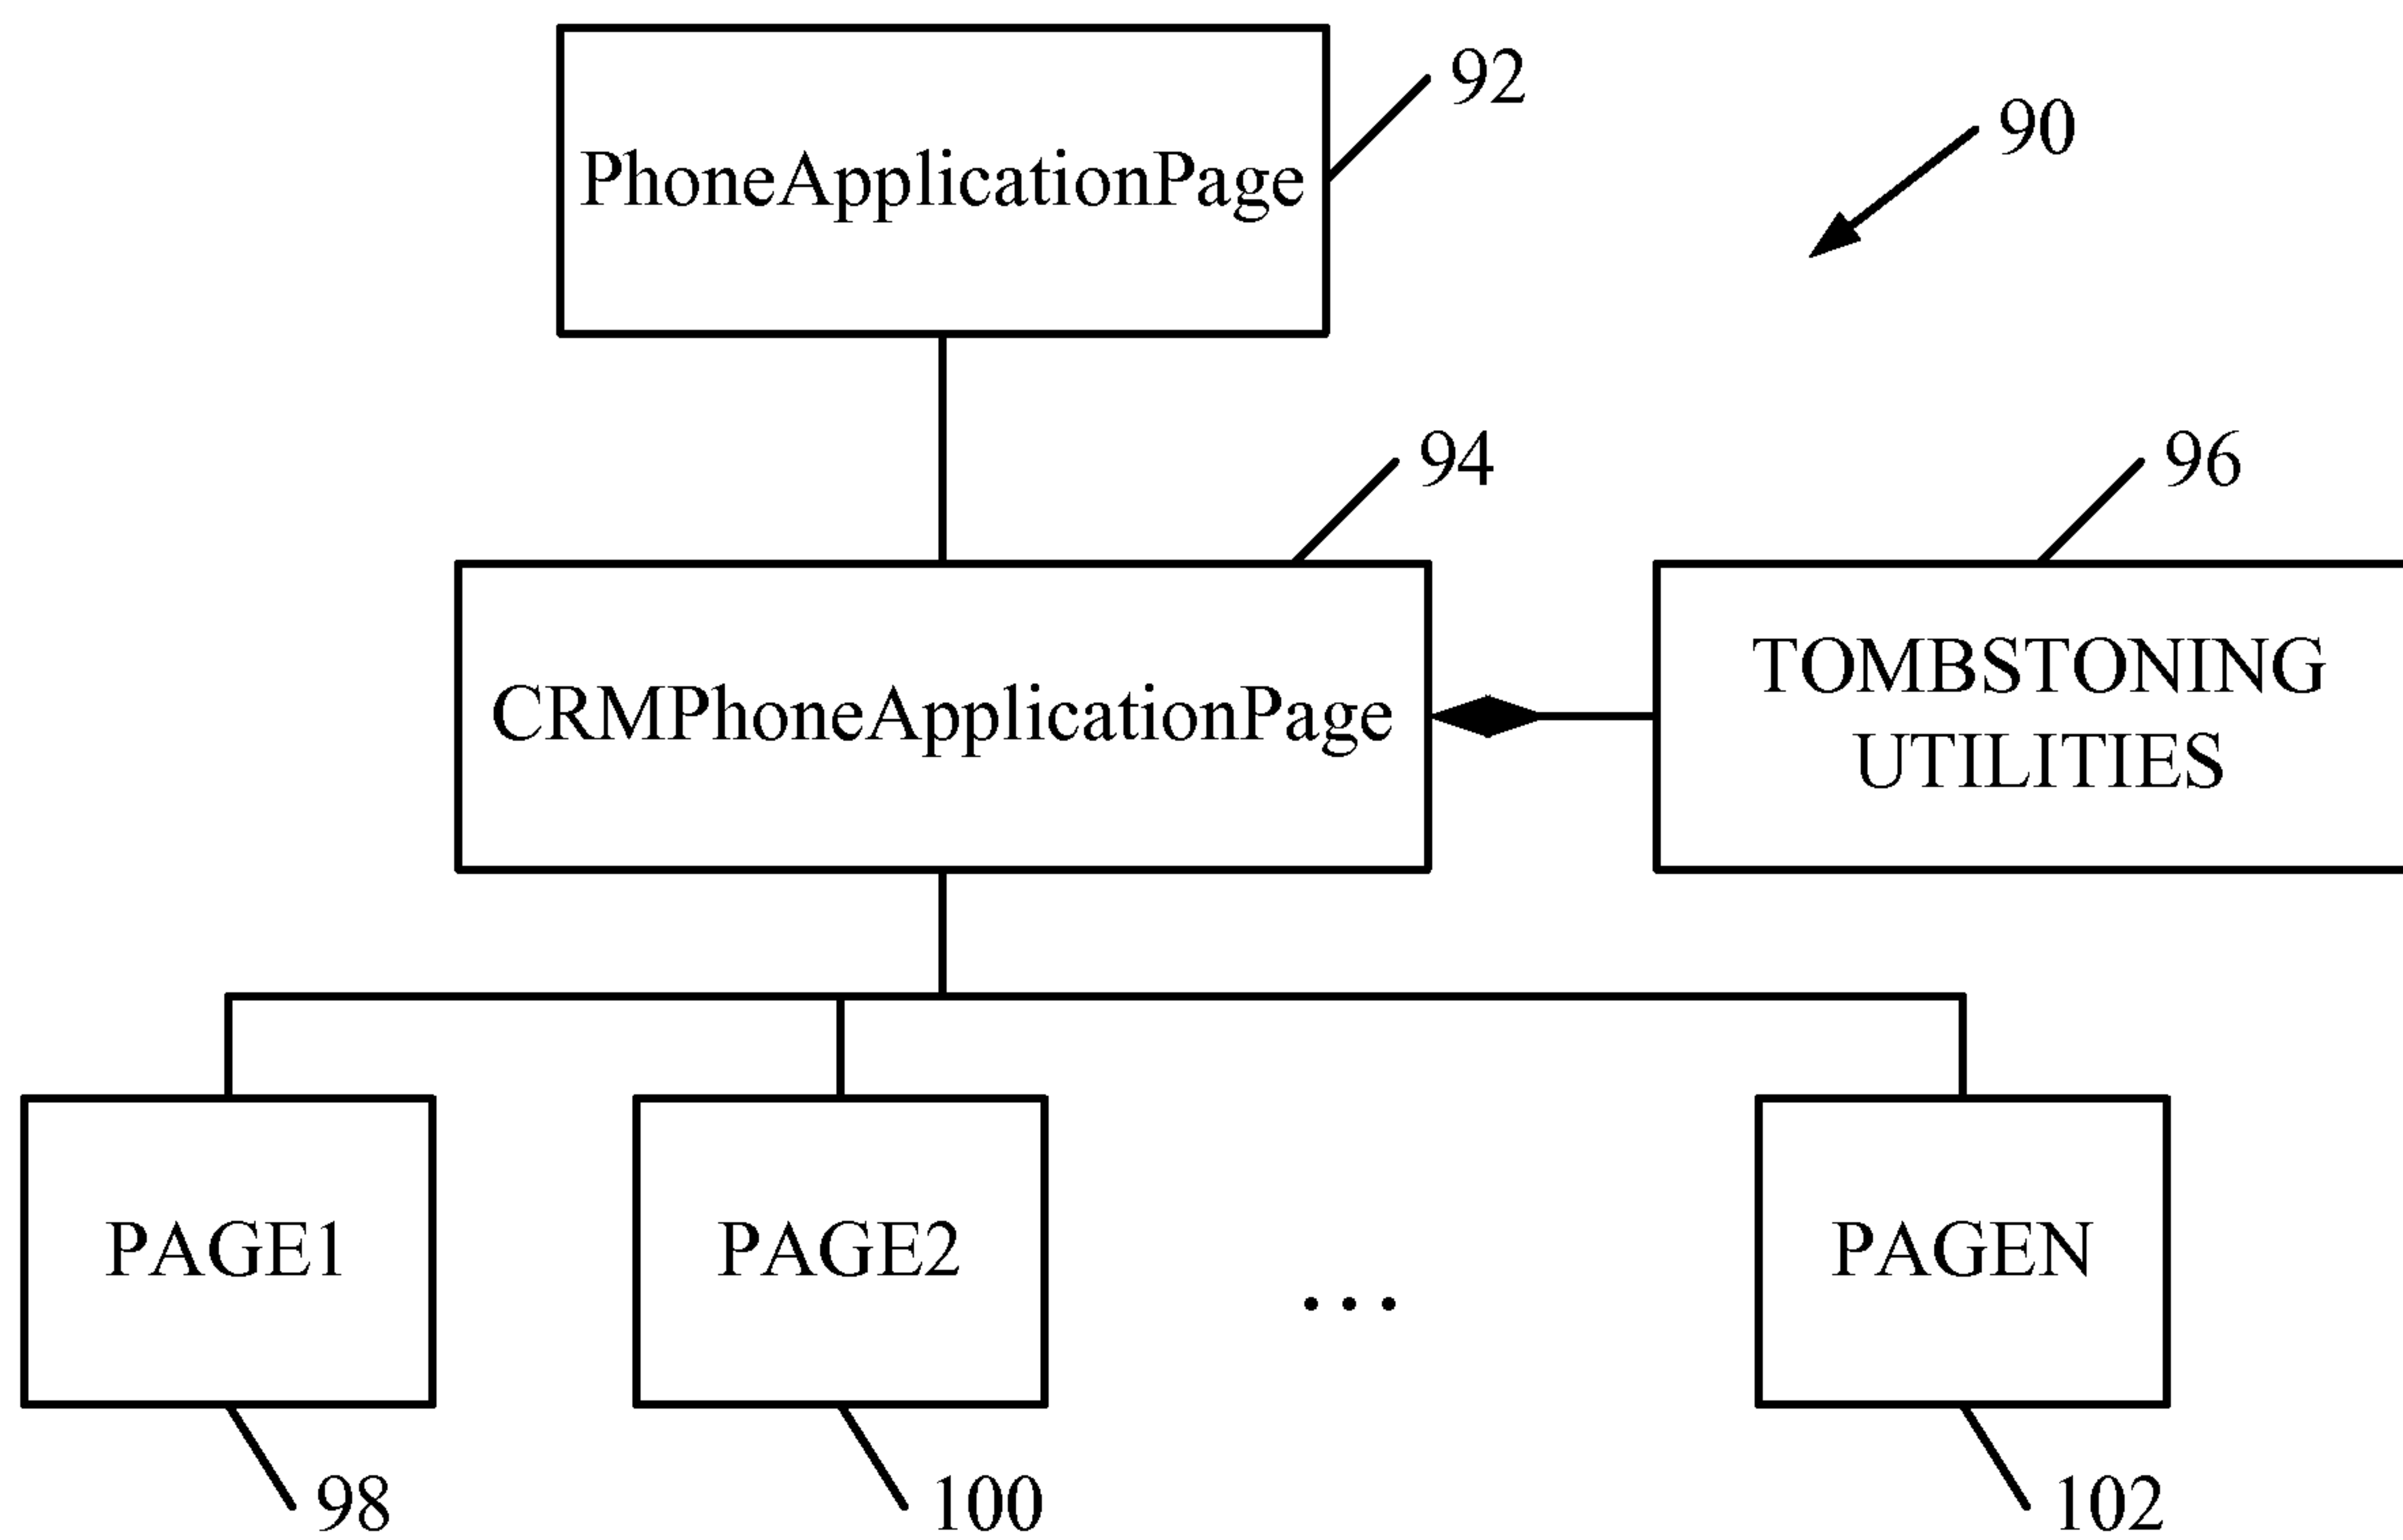 92
PhoneApplicationPage
90
94
96
CRMPhoneApplicationPage
TOMBSTONING
UTILITIES
PAGE1
PAGE2
...
PAGEN
98
100
102